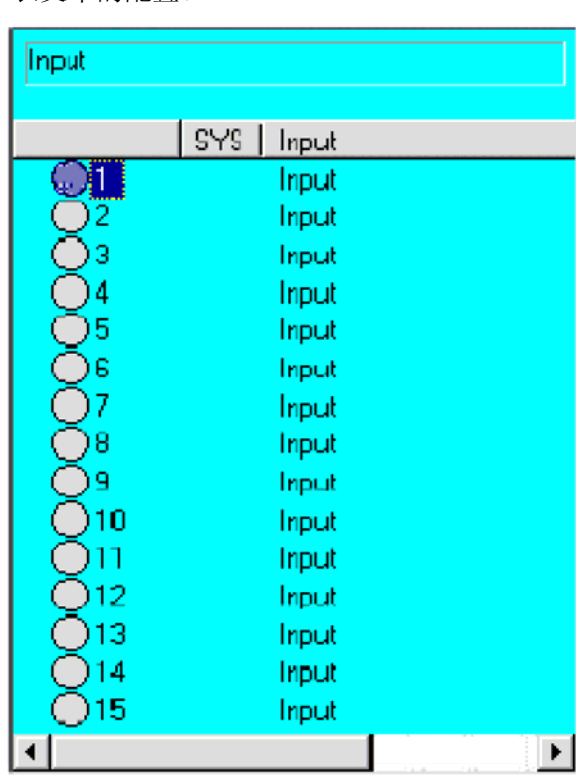 Input
SYS Input
1 Input
2 Input
3 Input
4 Input
5 Input
6 Input
7 Input
8 Input
9 Input
10 Input
11 Input
12 Input
13 Input
14 Input
15 Input